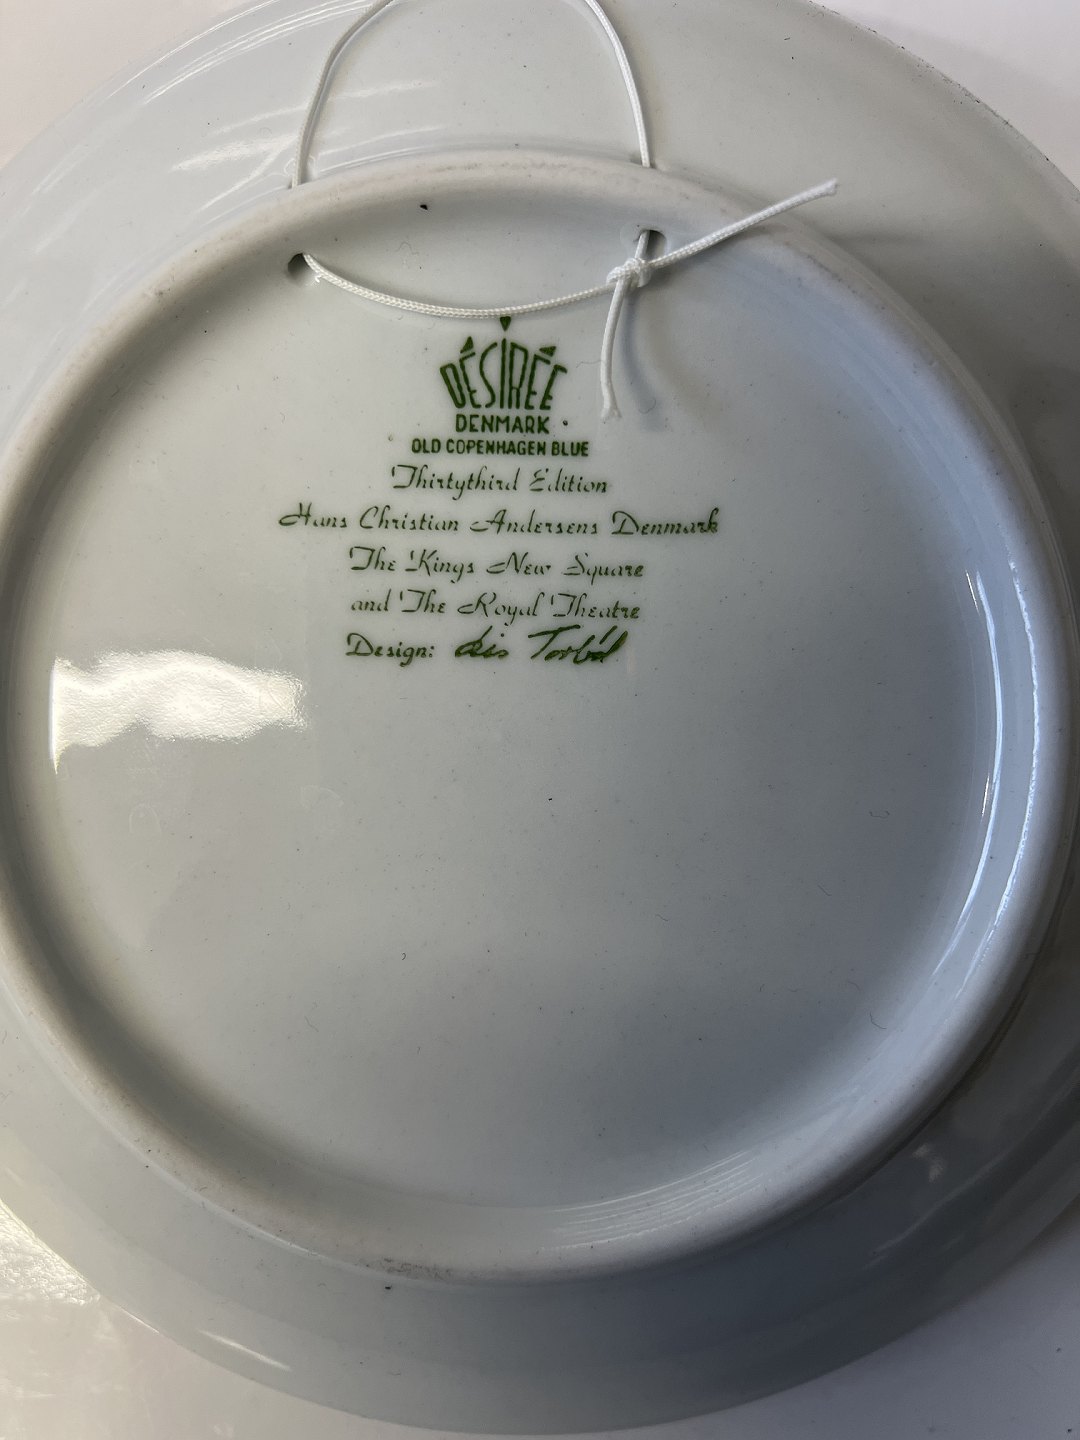 DÉSIRÉE
DENMARK
OLD COPENHAGEN BLUE
Thirtythird Edition
Hans Christian Andersens Denmark
The Kings New Square
and The Royal Theatre
Design: